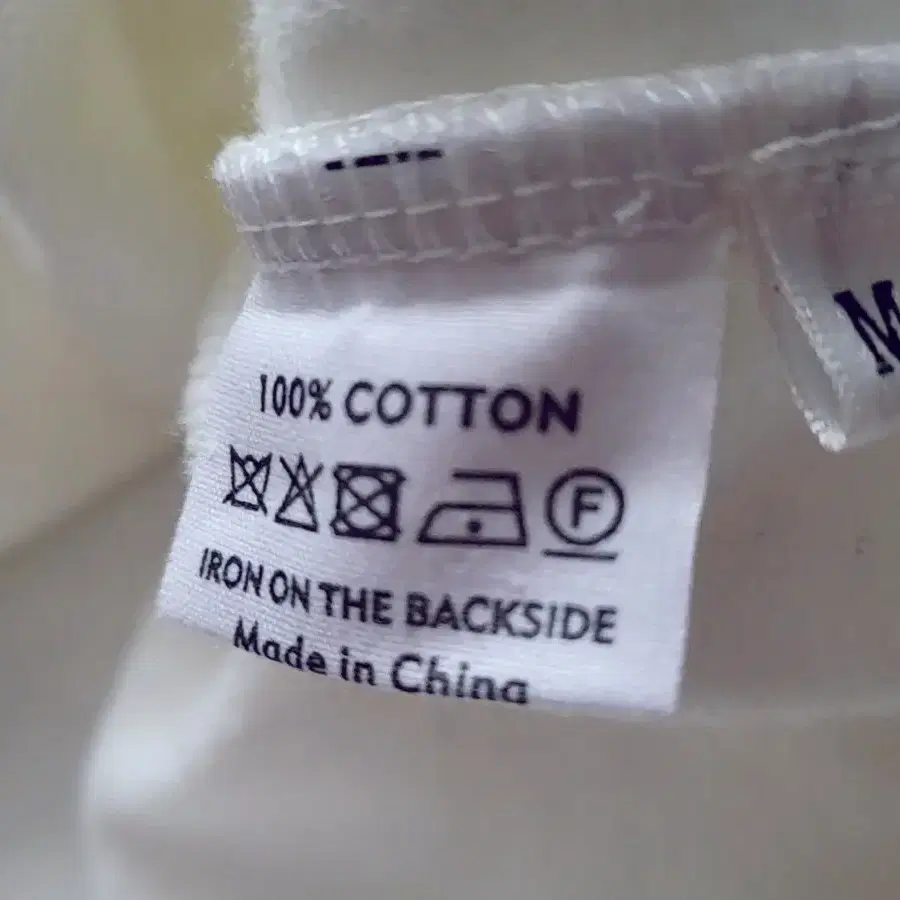 100% COTTON
F
IRON ON THE BACKSIDE
Made in China
M